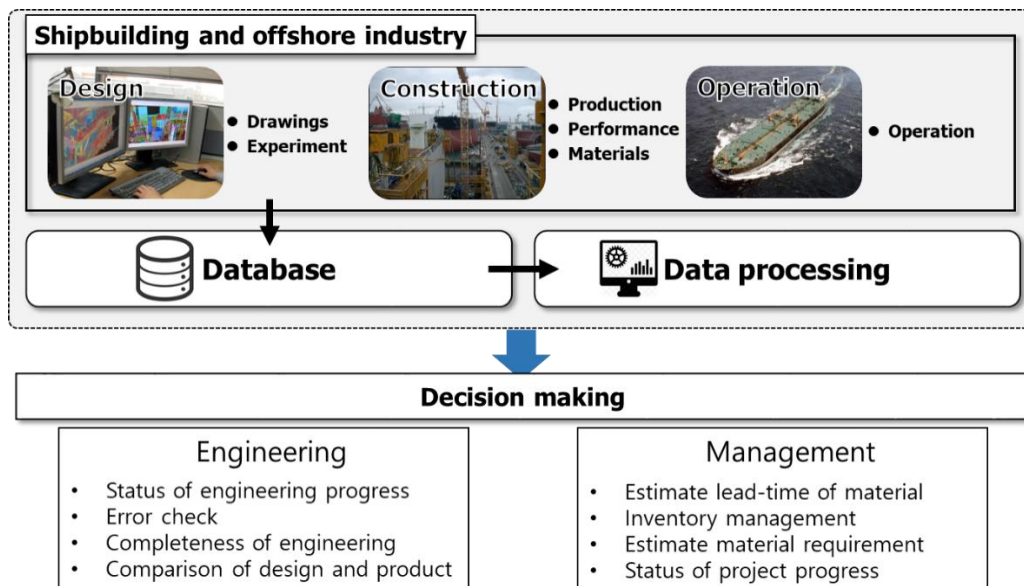 Shipbuilding and offshore industry
Design
• Drawings
• Experiment
Construction
• Production
• Performance
• Materials
Operation
• Operation
Database
Data processing
Decision making
Engineering
• Status of engineering progress
• Error check
• Completeness of engineering
• Comparison of design and product
Management
• Estimate lead-time of material
• Inventory management
• Estimate material requirement
• Status of project progress